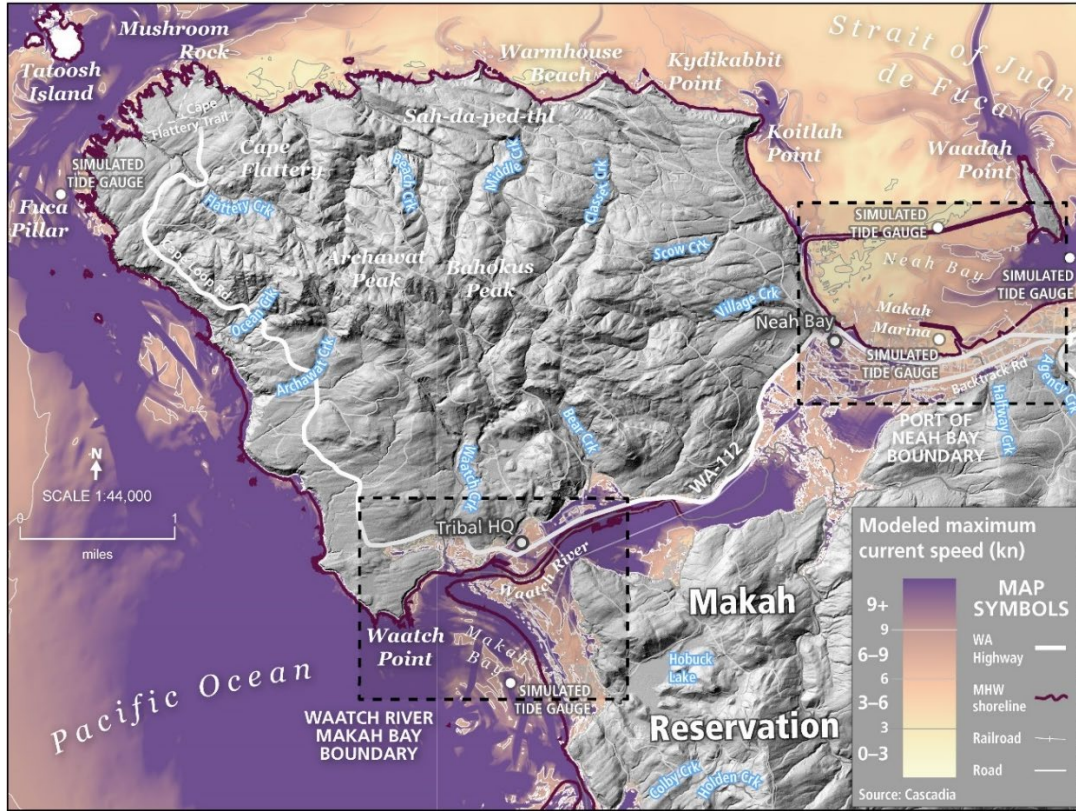 Mushroom
Rock
Tatoosh
Island
Warmhouse
Beach
Kydikabbit
Point
Strait of Juan
de Fuca
Koitlah
Point
Waadah
Point
Sah-da-ped-thl
Cape
Flattery Trail
Cape
Flattery
SIMULATED
TIDE GAUGE
Fuca
Pillar
Flattery Crk
Beach Crk
Middle Crk
Classet Crk
SIMULATED
TIDE GAUGE
Neah Bay
SIMULATED
TIDE GAUGE
Scow Crk
Archawat
Peak
Bahokus
Peak
Cape Loop Rd
Ocean Crk
Archawat Crk
Village Crk
Neah Bay
Makah
Marina
SIMULATED
TIDE GAUGE
Backtrack Rd
Agency Crk
Halfway Crk
PORT OF
NEAH BAY
BOUNDARY
Bear Crk
Waatch Crk
WA-112
N
SCALE 1:44,000
0 1
miles
Tribal HQ
Waatch River
Makah
Reservation
Waatch
Point
Makah
Bay
SIMULATED
TIDE GAUGE
Hobuck
Lake
Pacific Ocean
WAATCH RIVER
MAKAH BAY
BOUNDARY
Colby Crk
Holden Crk
Modeled maximum
current speed (kn)
9+
9
6–9
6
3–6
3
0–3
MAP
SYMBOLS
WA
Highway
MHW
shoreline
Railroad
Road
Source: Cascadia